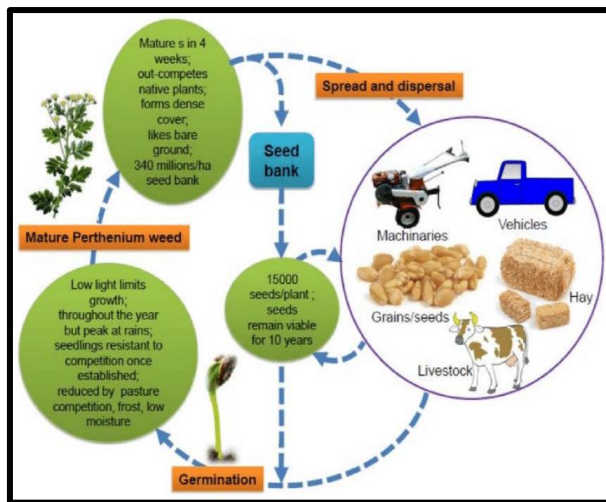 Mature s in 4
weeks;
out-competes
native plants;
forms dense
cover;
likes bare
ground;
340 millions/ha
seed bank
Spread and dispersal
Seed
bank
Machinaries
Vehicles
Mature Perthenium weed
Low light limits
growth;
throughout the year
but peak at rains;
seedlings resistant to
competition once
established;
reduced by pasture
competition, frost, low
moisture
15000
seeds/plant ;
seeds
remain viable
for 10 years
Grains/seeds
Hay
Livestock
Germination